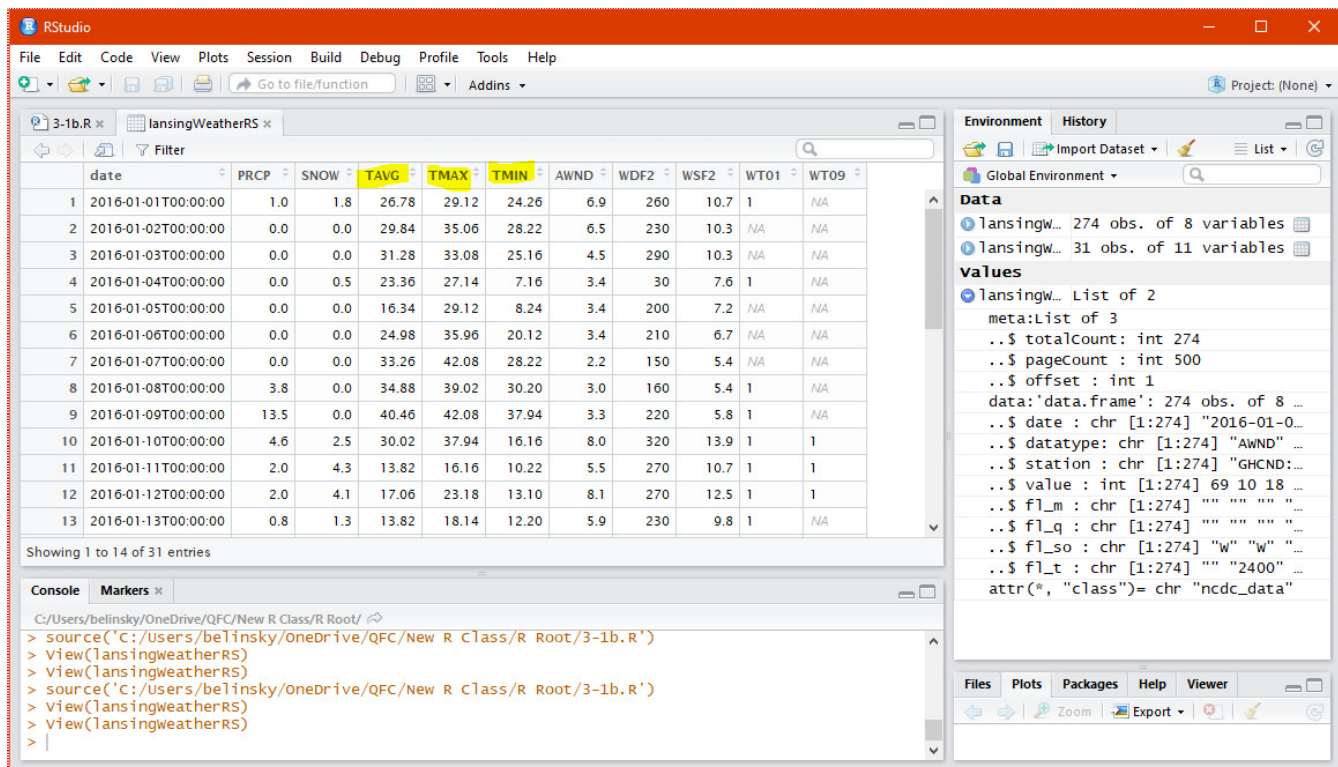 RStudio
File Edit Code View Plots Session Build Debug Profile Tools Help
Go to file/function Addins Project: (None)
3-1b.R lansingWeatherRS
Filter
date PRCP SNOW TAVG TMAX TMIN AWND WDF2 WSF2 WT01 WT09
1 2016-01-01T00:00:00 1.0 1.8 26.78 29.12 24.26 6.9 260 10.7 1 NA
2 2016-01-02T00:00:00 0.0 0.0 29.84 35.06 28.22 6.5 230 10.3 NA NA
3 2016-01-03T00:00:00 0.0 0.0 31.28 33.08 25.16 4.5 290 10.3 NA NA
4 2016-01-04T00:00:00 0.0 0.5 23.36 27.14 7.16 3.4 30 7.6 1 NA
5 2016-01-05T00:00:00 0.0 0.0 16.34 29.12 8.24 3.4 200 7.2 NA NA
6 2016-01-06T00:00:00 0.0 0.0 24.98 35.96 20.12 3.4 210 6.7 NA NA
7 2016-01-07T00:00:00 0.0 0.0 33.26 42.08 28.22 2.2 150 5.4 NA NA
8 2016-01-08T00:00:00 3.8 0.0 34.88 39.02 30.20 3.0 160 5.4 1 NA
9 2016-01-09T00:00:00 13.5 0.0 40.46 42.08 37.94 3.3 220 5.8 1 NA
10 2016-01-10T00:00:00 4.6 2.5 30.02 37.94 16.16 8.0 320 13.9 1 1
11 2016-01-11T00:00:00 2.0 4.3 13.82 16.16 10.22 5.5 270 10.7 1 1
12 2016-01-12T00:00:00 2.0 4.1 17.06 23.18 13.10 8.1 270 12.5 1 1
13 2016-01-13T00:00:00 0.8 1.3 13.82 18.14 12.20 5.9 230 9.8 1 NA
Showing 1 to 14 of 31 entries
Console Markers
C:/Users/belinsky/OneDrive/QFC/New R Class/R Root/
> source('C:/Users/belinsky/OneDrive/QFC/New R Class/R Root/3-1b.R')
> View(lansingWeatherRS)
> View(lansingWeatherRS)
> source('C:/Users/belinsky/OneDrive/QFC/New R Class/R Root/3-1b.R')
> View(lansingWeatherRS)
> View(lansingWeatherRS)
>
Environment History
Import Dataset List
Global Environment
Data
lansingW… 274 obs. of 8 variables
lansingW… 31 obs. of 11 variables
Values
lansingW… List of 2
meta:List of 3
..$ totalCount: int 274
..$ pageCount : int 500
..$ offset : int 1
data:'data.frame': 274 obs. of 8 …
..$ date : chr [1:274] "2016-01-0…
..$ datatype: chr [1:274] "AWND" …
..$ station : chr [1:274] "GHCND:…
..$ value : int [1:274] 69 10 18 …
..$ fl_m : chr [1:274] "" "" "" "…
..$ fl_q : chr [1:274] "" "" "" "…
..$ fl_so : chr [1:274] "W" "W" "…
..$ fl_t : chr [1:274] "" "2400" …
attr(*, "class")= chr "ncdc_data"
Files Plots Packages Help Viewer
Zoom Export